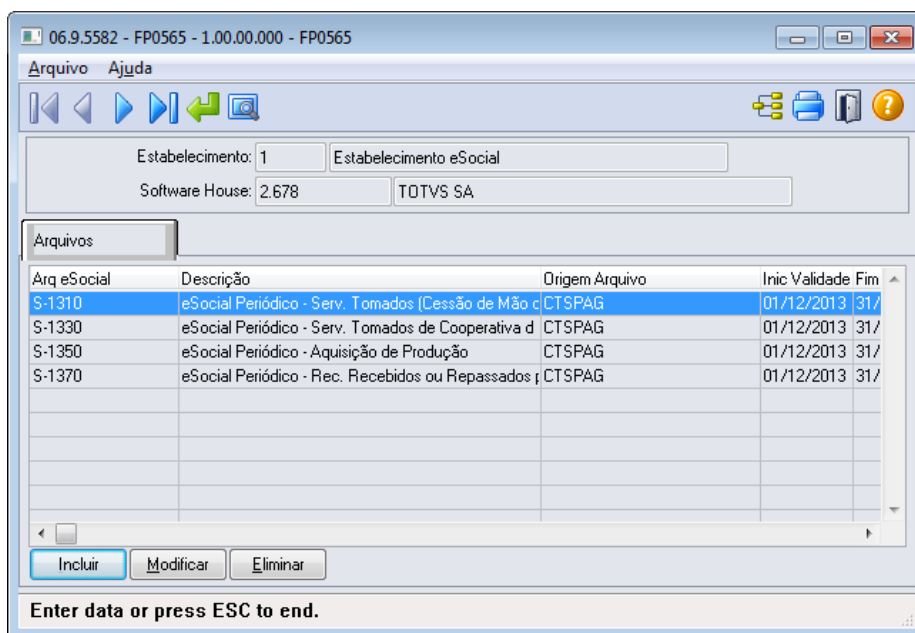 06.9.5582 - FP0565 - 1.00.00.000 - FP0565
Arquivo Ajuda
Estabelecimento: 1 Estabelecimento eSocial
Software House: 2.678 TOTVS SA
Arquivos
Arq eSocial Descrição Origem Arquivo Inic Validade Fim
S-1310 eSocial Periódico - Serv. Tomados (Cessão de Mão c CTSPAG 01/12/2013 31/
S-1330 eSocial Periódico - Serv. Tomados de Cooperativa d CTSPAG 01/12/2013 31/
S-1350 eSocial Periódico - Aquisição de Produção CTSPAG 01/12/2013 31/
S-1370 eSocial Periódico - Rec. Recebidos ou Repassados p CTSPAG 01/12/2013 31/
Incluir Modificar Eliminar
Enter data or press ESC to end.